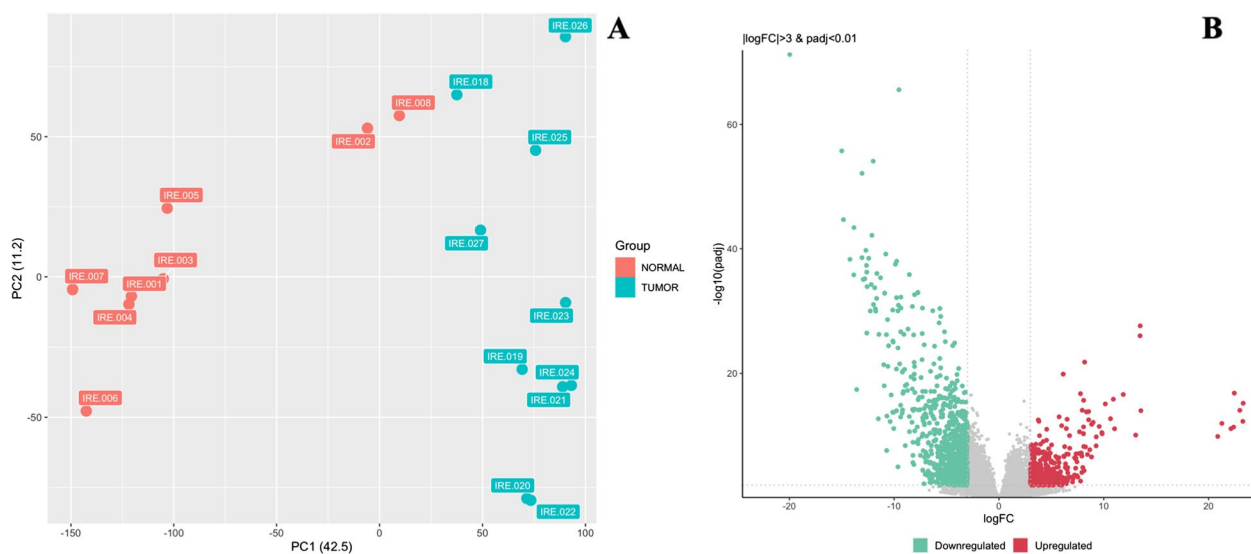 A
IRE.026
IRE.018
IRE.008
IRE.002
IRE.025
IRE.005
IRE.027
IRE.003
IRE.007
IRE.001
IRE.004
IRE.023
IRE.019
IRE.024
IRE.021
IRE.006
IRE.020
IRE.022
50
0
-50
PC2 (11.2)
-150
-100
-50
0
50
100
PC1 (42.5)
Group
NORMAL
TUMOR
B
|logFC|>3 & padj<0.01
60
40
20
-log10(padj)
-20
-10
0
10
20
logFC
Downregulated
Upregulated